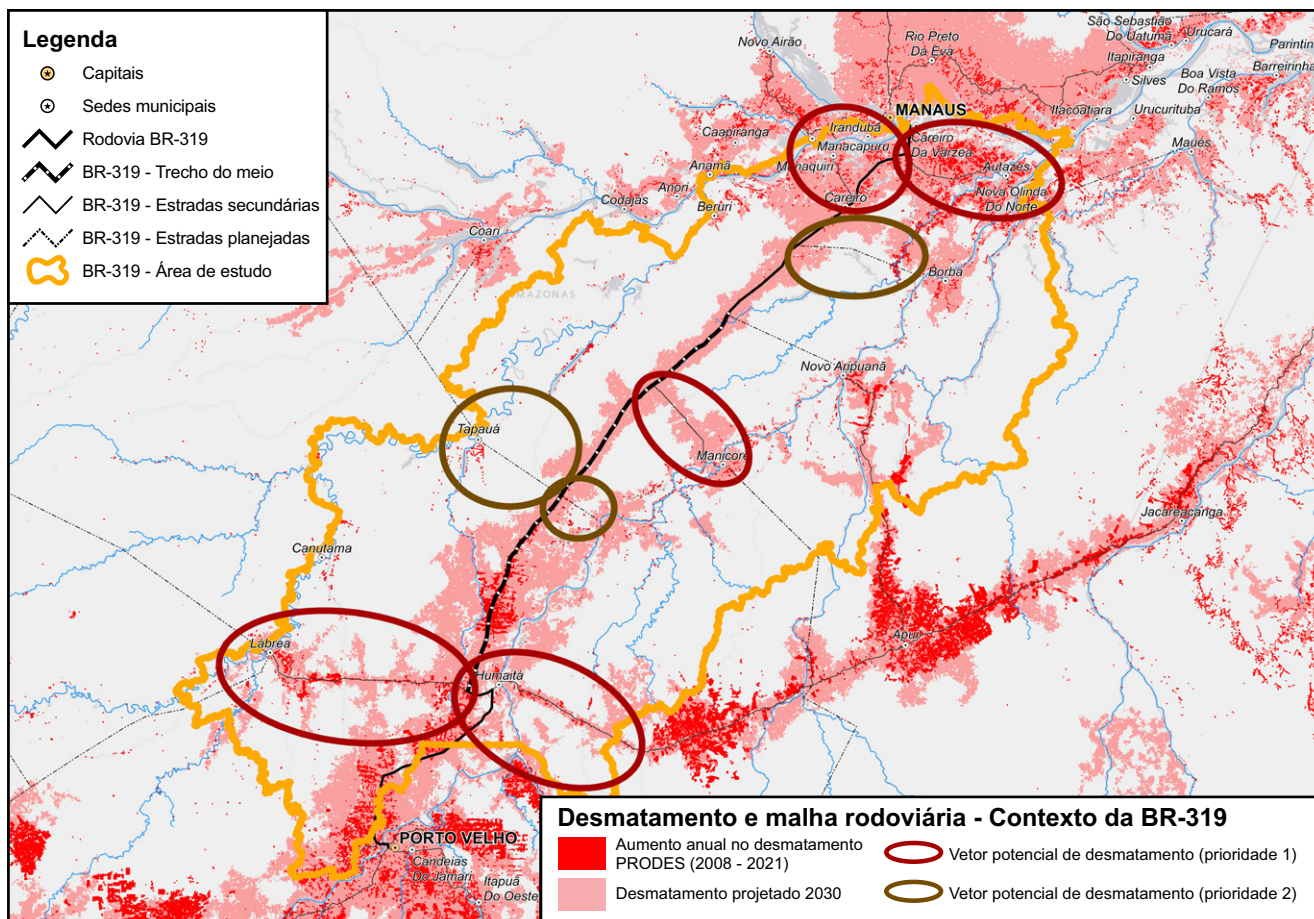 Legenda
Capitais
Sedes municipais
Rodovia BR-319
BR-319 - Trecho do meio
BR-319 - Estradas secundárias
BR-319 - Estradas planejadas
BR-319 - Área de estudo
São Sebastião
Do Uatumã
Urucará
Rio Preto
Da Eva
Novo Airão
Itapiranga
Parintin
Silves
Boa Vista
Do Ramos
Barreirinha
MANAUS
Itacoatiara
Urucurituba
Iranduba
Caapiranga
Manacapuru
Careiro
Da Várzea
Maués
Anamã
Manaquiri
Autazes
Anori
Careiro
Nova Olinda
Do Norte
Codajás
Beruri
Coari
Borba
AMAZONAS
Novo Aripuanã
Tapauá
Manicoré
Jacareacanga
Canutama
Lábrea
Apuí
Humaitá
PORTO VELHO
Candeias
Do Jamari
Itapuã
Do Oeste
Desmatamento e malha rodoviária - Contexto da BR-319
Aumento anual no desmatamento
PRODES (2008 - 2021)
Vetor potencial de desmatamento (prioridade 1)
Desmatamento projetado 2030
Vetor potencial de desmatamento (prioridade 2)